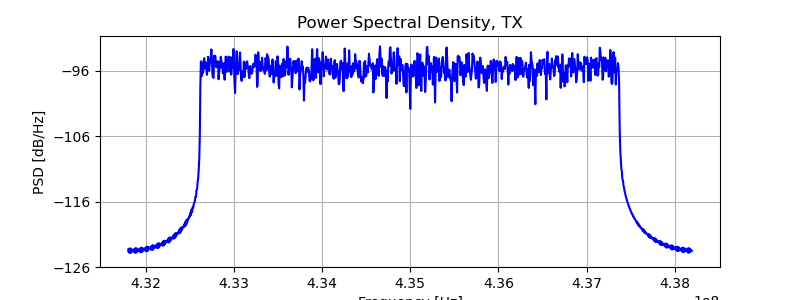 Power Spectral Density, TX
PSD [dB/Hz]
−96
−106
−116
−126
4.32 4.33 4.34 4.35 4.36 4.37 4.38
Frequency [Hz]
1e8